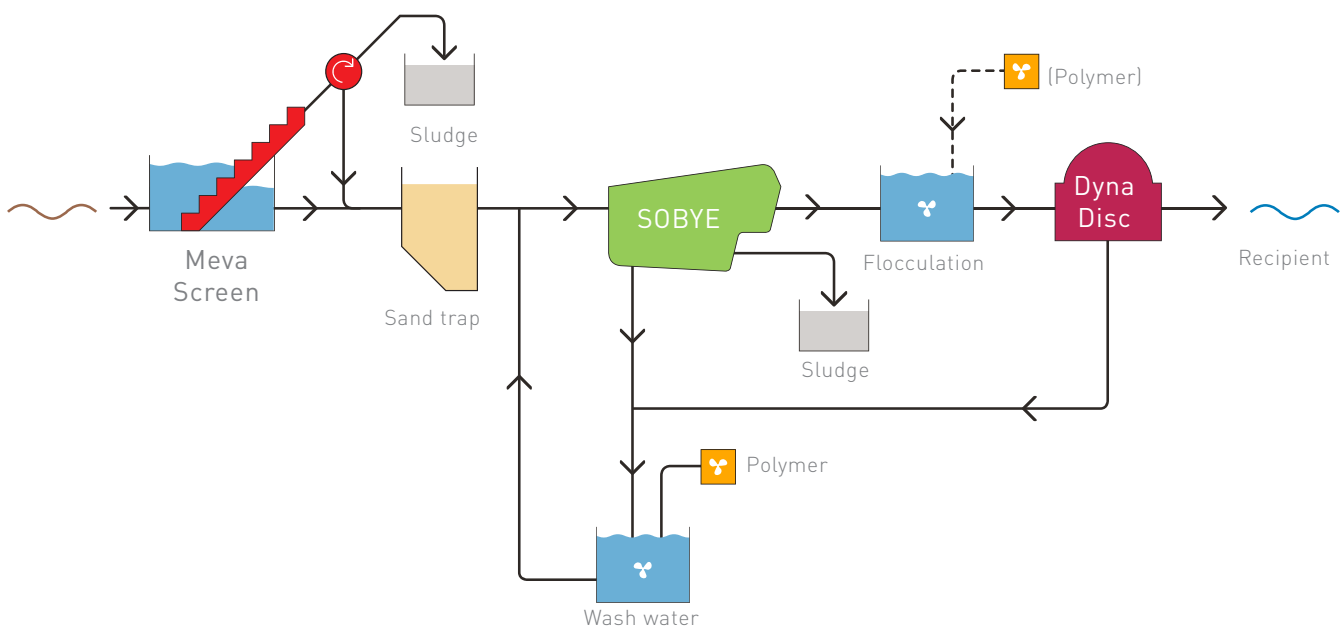 (Polymer)
Sludge
Meva
Screen
Sand trap
SOBYE
Flocculation
Dyna
Disc
Recipient
Sludge
Polymer
Wash water